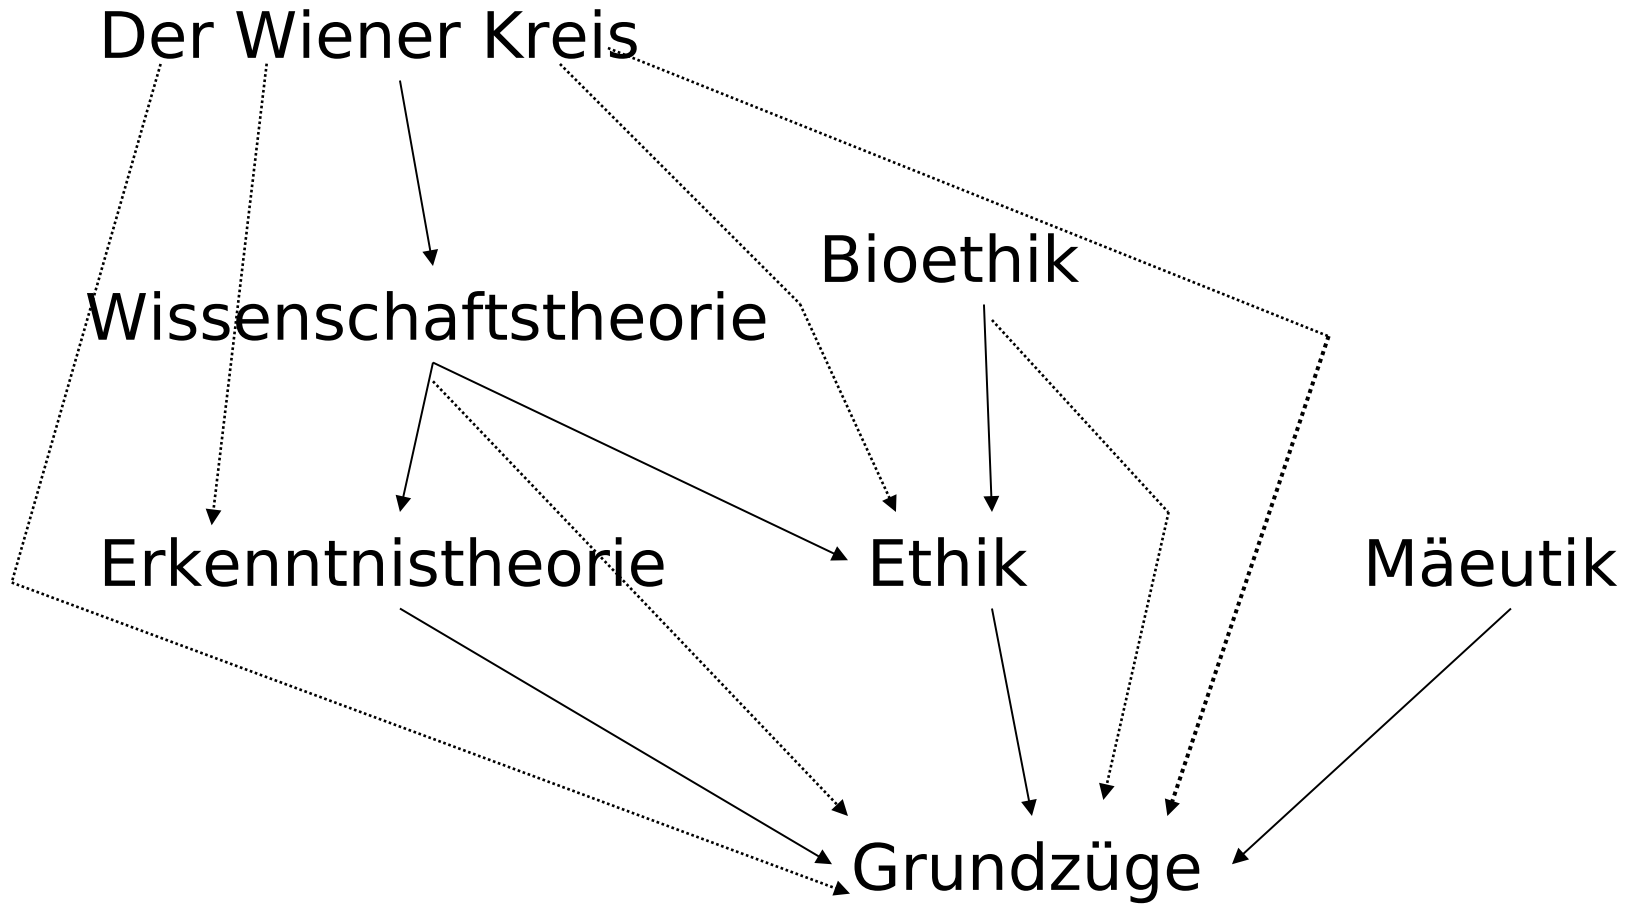 Der Wiener Kreis
Bioethik
Wissenschaftstheorie
Erkenntnistheorie
Ethik
Mäeutik
Grundzüge